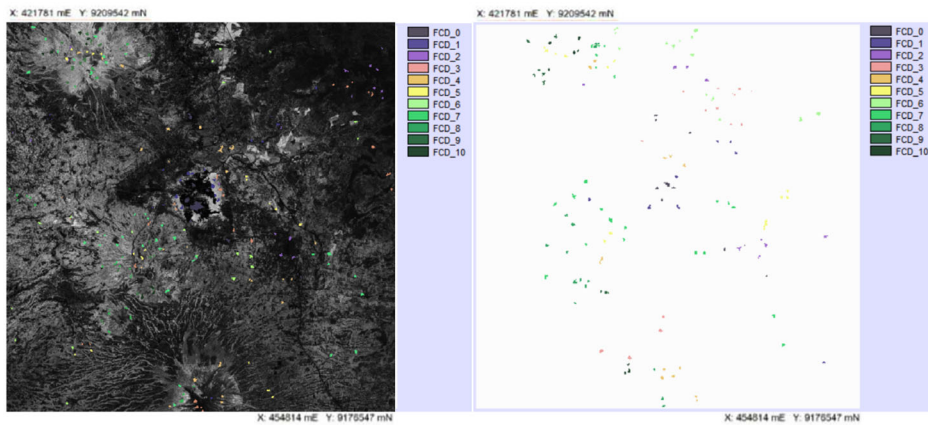 X: 421781 mE Y: 9209542 mN
FCD_0
FCD_1
FCD_2
FCD_3
FCD_4
FCD_5
FCD_6
FCD_7
FCD_8
FCD_9
FCD_10
X: 454814 mE Y: 9176547 mN
X: 421781 mE Y: 9209542 mN
FCD_0
FCD_1
FCD_2
FCD_3
FCD_4
FCD_5
FCD_6
FCD_7
FCD_8
FCD_9
FCD_10
X: 454814 mE Y: 9176547 mN